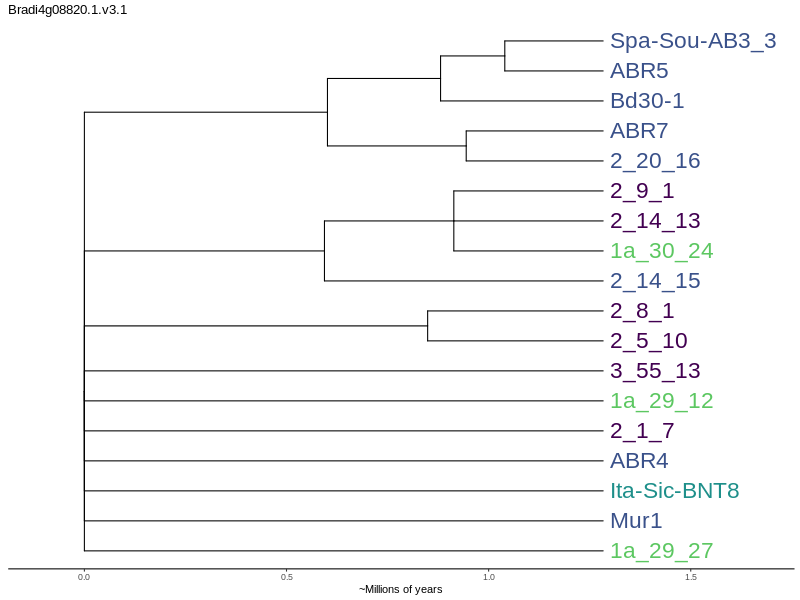 Bradi4g08820.1.v3.1
Spa-Sou-AB3_3
ABR5
Bd30-1
ABR7
2_20_16
2_9_1
2_14_13
1a_30_24
2_14_15
2_8_1
2_5_10
3_55_13
1a_29_12
2_1_7
ABR4
Ita-Sic-BNT8
Mur1
1a_29_27
0.0 0.5 1.0 1.5
~Millions of years